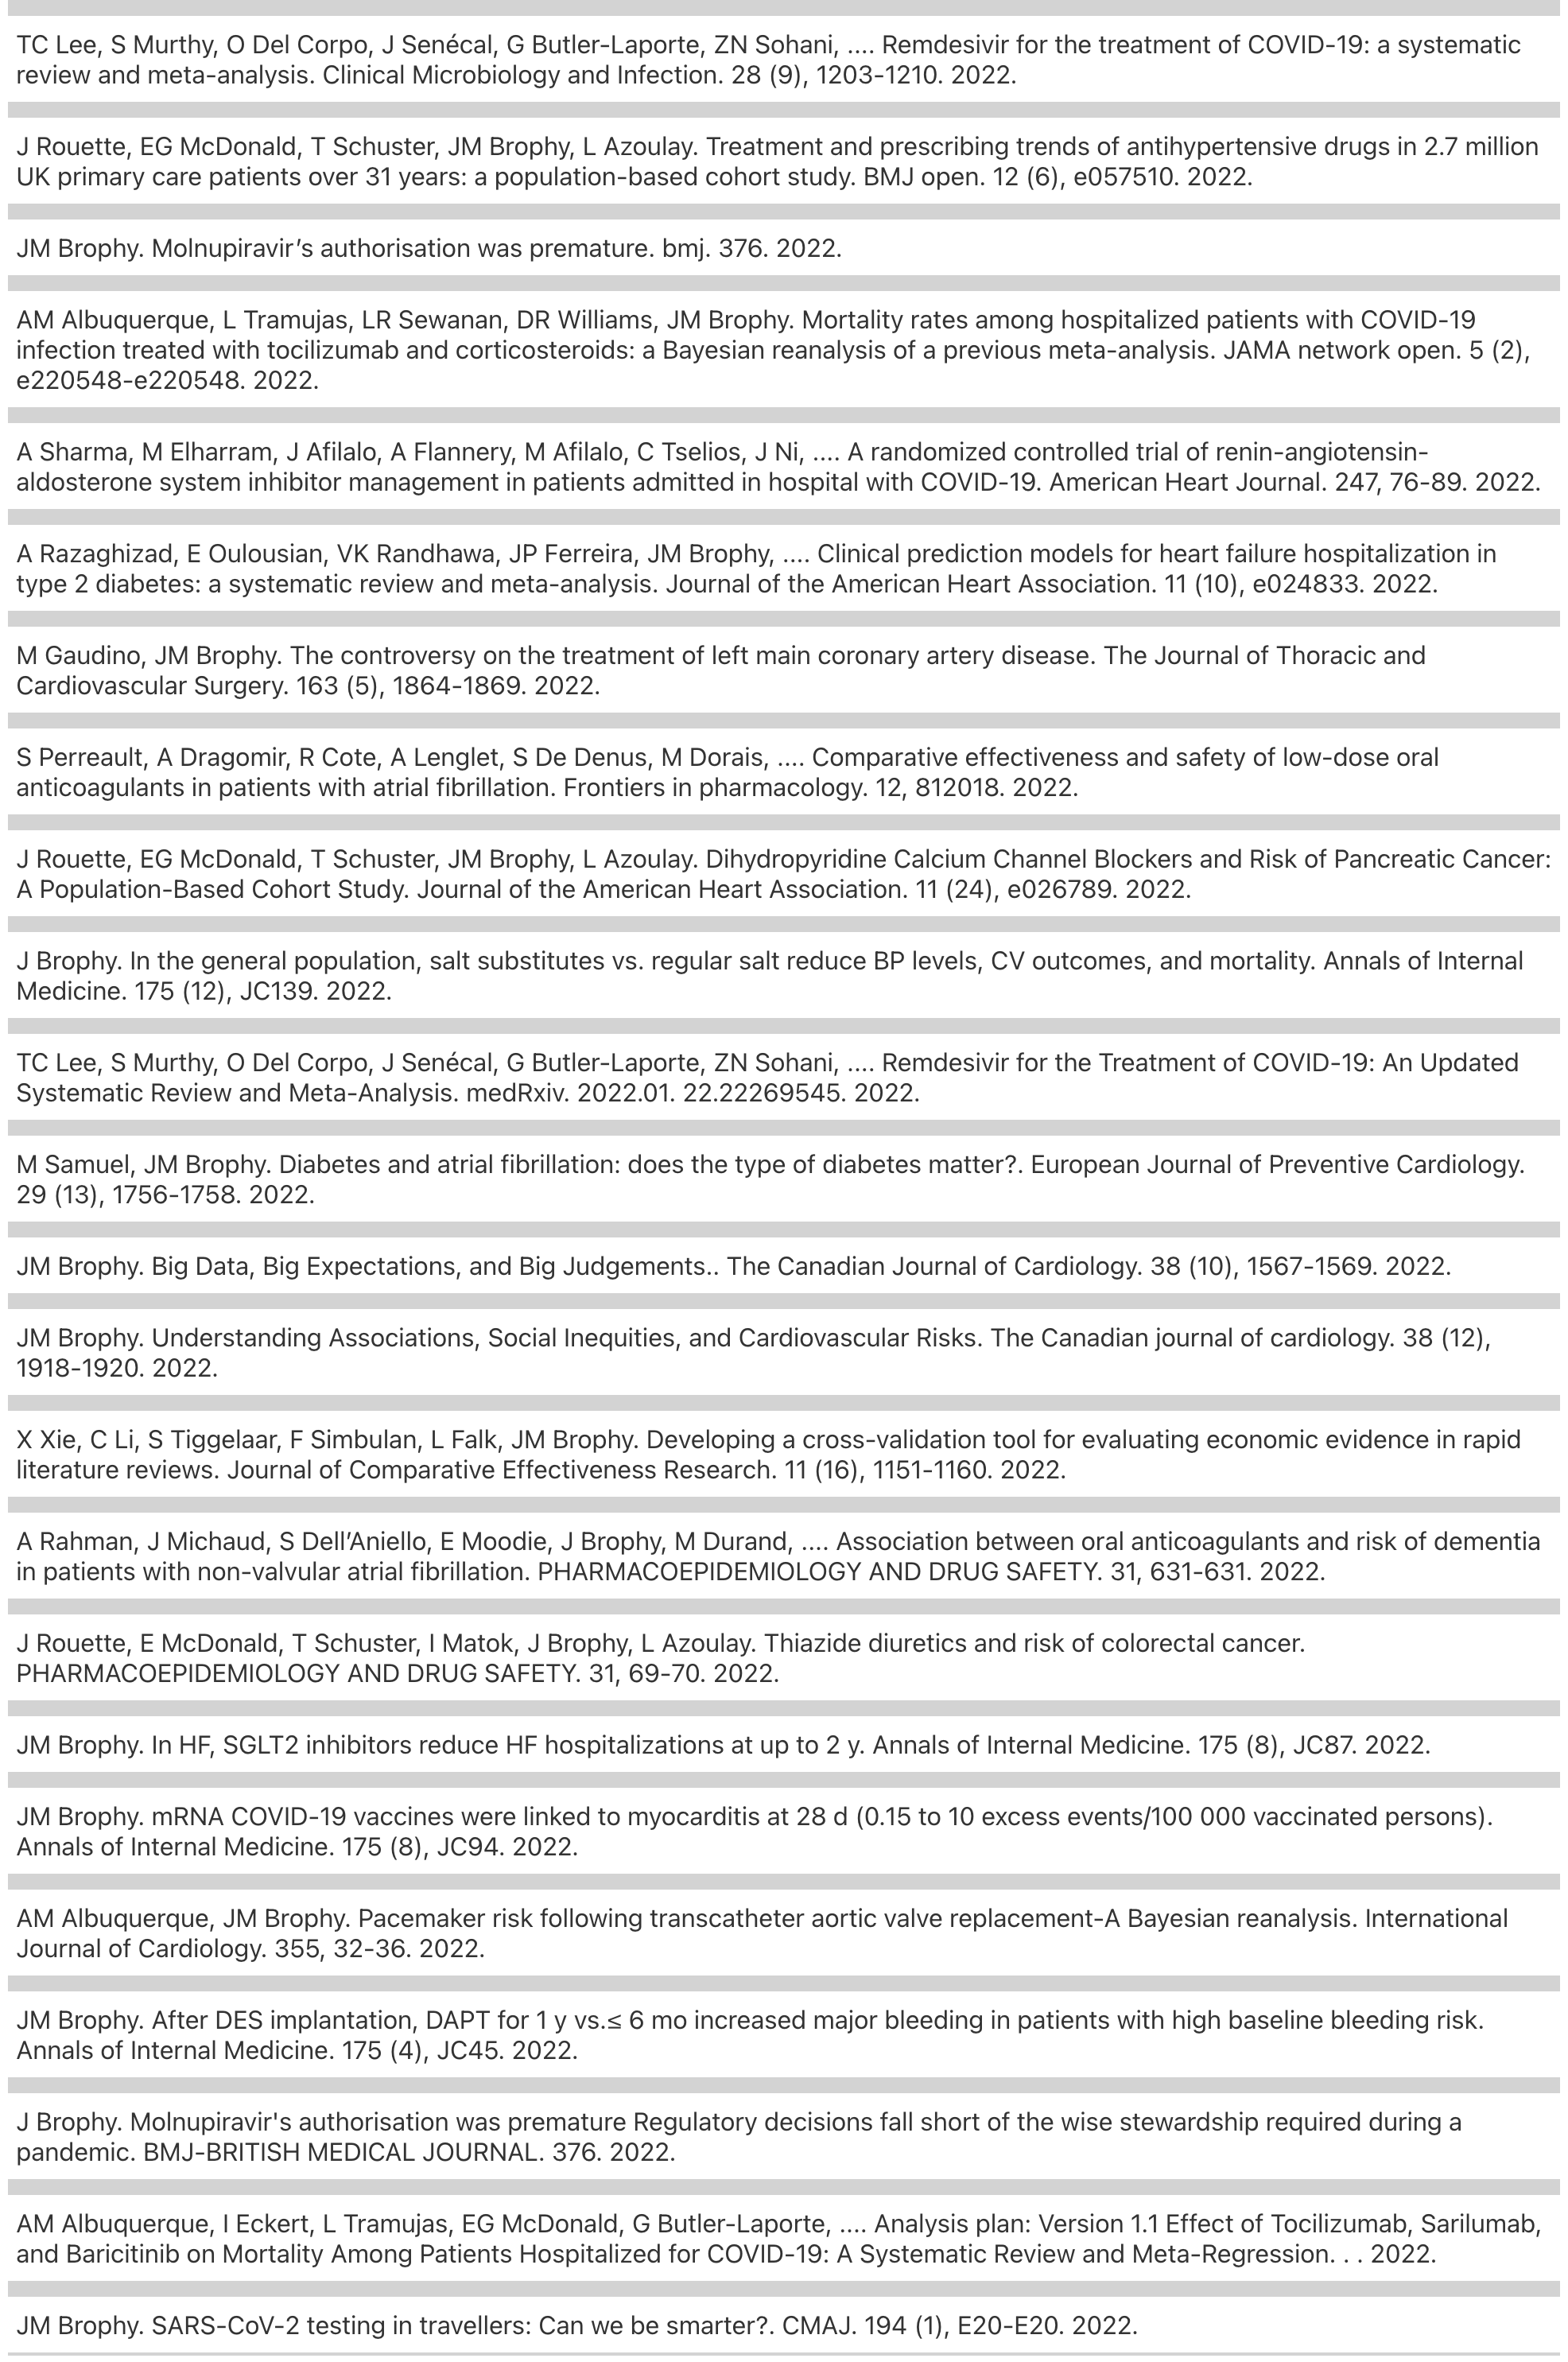 TC Lee, S Murthy, O Del Corpo, J Senécal, G Butler-Laporte, ZN Sohani, .... Remdesivir for the treatment of COVID-19: a systematic
review and meta-analysis. Clinical Microbiology and Infection. 28 (9), 1203-1210. 2022.
J Rouette, EG McDonald, T Schuster, JM Brophy, L Azoulay. Treatment and prescribing trends of antihypertensive drugs in 2.7 million
UK primary care patients over 31 years: a population-based cohort study. BMJ open. 12 (6), e057510. 2022.
JM Brophy. Molnupiravir’s authorisation was premature. bmj. 376. 2022.
AM Albuquerque, L Tramujas, LR Sewanan, DR Williams, JM Brophy. Mortality rates among hospitalized patients with COVID-19
infection treated with tocilizumab and corticosteroids: a Bayesian reanalysis of a previous meta-analysis. JAMA network open. 5 (2),
e220548-e220548. 2022.
A Sharma, M Elharram, J Afilalo, A Flannery, M Afilalo, C Tselios, J Ni, .... A randomized controlled trial of renin-angiotensin-
aldosterone system inhibitor management in patients admitted in hospital with COVID-19. American Heart Journal. 247, 76-89. 2022.
A Razaghizad, E Oulousian, VK Randhawa, JP Ferreira, JM Brophy, .... Clinical prediction models for heart failure hospitalization in
type 2 diabetes: a systematic review and meta-analysis. Journal of the American Heart Association. 11 (10), e024833. 2022.
M Gaudino, JM Brophy. The controversy on the treatment of left main coronary artery disease. The Journal of Thoracic and
Cardiovascular Surgery. 163 (5), 1864-1869. 2022.
S Perreault, A Dragomir, R Cote, A Lenglet, S De Denus, M Dorais, .... Comparative effectiveness and safety of low-dose oral
anticoagulants in patients with atrial fibrillation. Frontiers in pharmacology. 12, 812018. 2022.
J Rouette, EG McDonald, T Schuster, JM Brophy, L Azoulay. Dihydropyridine Calcium Channel Blockers and Risk of Pancreatic Cancer:
A Population-Based Cohort Study. Journal of the American Heart Association. 11 (24), e026789. 2022.
J Brophy. In the general population, salt substitutes vs. regular salt reduce BP levels, CV outcomes, and mortality. Annals of Internal
Medicine. 175 (12), JC139. 2022.
TC Lee, S Murthy, O Del Corpo, J Senécal, G Butler-Laporte, ZN Sohani, .... Remdesivir for the Treatment of COVID-19: An Updated
Systematic Review and Meta-Analysis. medRxiv. 2022.01. 22.22269545. 2022.
M Samuel, JM Brophy. Diabetes and atrial fibrillation: does the type of diabetes matter?. European Journal of Preventive Cardiology.
29 (13), 1756-1758. 2022.
JM Brophy. Big Data, Big Expectations, and Big Judgements.. The Canadian Journal of Cardiology. 38 (10), 1567-1569. 2022.
JM Brophy. Understanding Associations, Social Inequities, and Cardiovascular Risks. The Canadian journal of cardiology. 38 (12),
1918-1920. 2022.
X Xie, C Li, S Tiggelaar, F Simbulan, L Falk, JM Brophy. Developing a cross-validation tool for evaluating economic evidence in rapid
literature reviews. Journal of Comparative Effectiveness Research. 11 (16), 1151-1160. 2022.
A Rahman, J Michaud, S Dell’Aniello, E Moodie, J Brophy, M Durand, .... Association between oral anticoagulants and risk of dementia
in patients with non-valvular atrial fibrillation. PHARMACOEPIDEMIOLOGY AND DRUG SAFETY. 31, 631-631. 2022.
J Rouette, E McDonald, T Schuster, I Matok, J Brophy, L Azoulay. Thiazide diuretics and risk of colorectal cancer.
PHARMACOEPIDEMIOLOGY AND DRUG SAFETY. 31, 69-70. 2022.
JM Brophy. In HF, SGLT2 inhibitors reduce HF hospitalizations at up to 2 y. Annals of Internal Medicine. 175 (8), JC87. 2022.
JM Brophy. mRNA COVID-19 vaccines were linked to myocarditis at 28 d (0.15 to 10 excess events/100 000 vaccinated persons).
Annals of Internal Medicine. 175 (8), JC94. 2022.
AM Albuquerque, JM Brophy. Pacemaker risk following transcatheter aortic valve replacement-A Bayesian reanalysis. International
Journal of Cardiology. 355, 32-36. 2022.
JM Brophy. After DES implantation, DAPT for 1 y vs.≤ 6 mo increased major bleeding in patients with high baseline bleeding risk.
Annals of Internal Medicine. 175 (4), JC45. 2022.
J Brophy. Molnupiravir's authorisation was premature Regulatory decisions fall short of the wise stewardship required during a
pandemic. BMJ-BRITISH MEDICAL JOURNAL. 376. 2022.
AM Albuquerque, I Eckert, L Tramujas, EG McDonald, G Butler-Laporte, .... Analysis plan: Version 1.1 Effect of Tocilizumab, Sarilumab,
and Baricitinib on Mortality Among Patients Hospitalized for COVID-19: A Systematic Review and Meta-Regression. . . 2022.
JM Brophy. SARS-CoV-2 testing in travellers: Can we be smarter?. CMAJ. 194 (1), E20-E20. 2022.